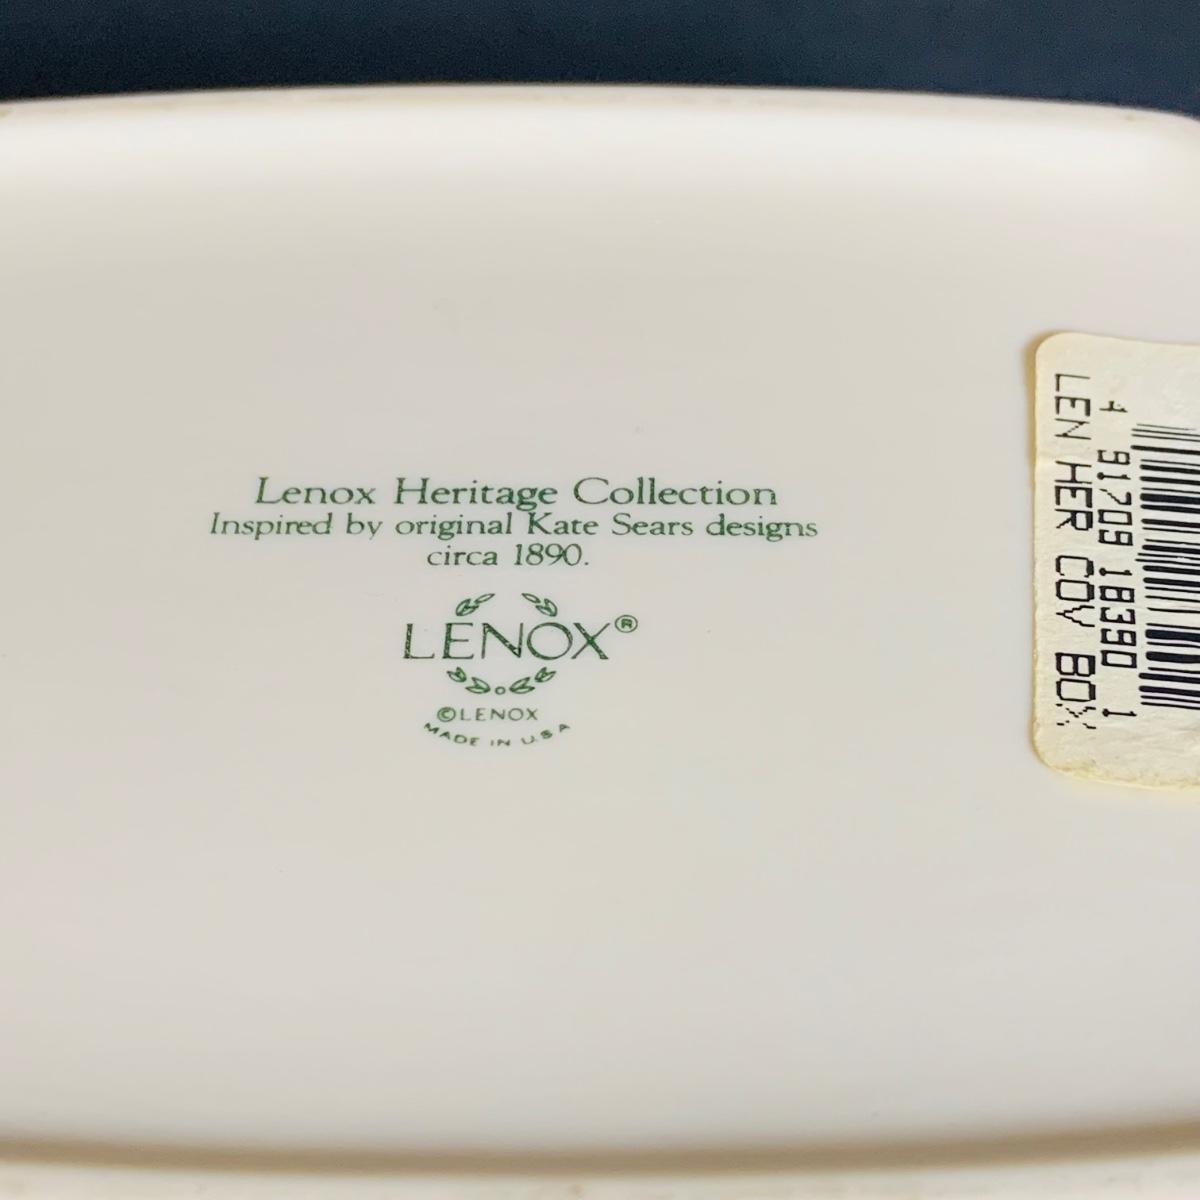 Lenox Heritage Collection
Inspired by original Kate Sears designs
circa 1890.
LENOX®
©LENOX
MADE IN U.S.A
4 91709 18390 1
LEN HER COV BOX